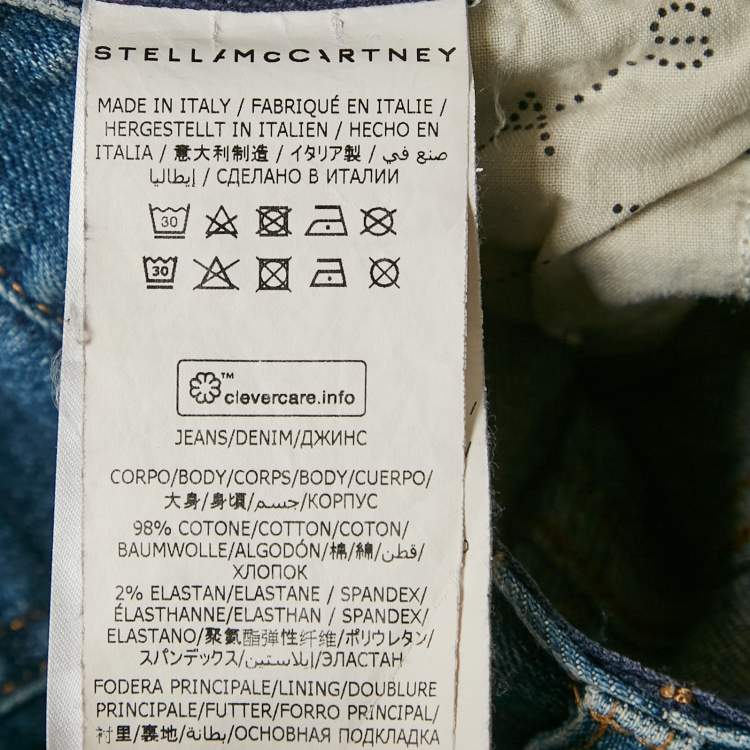 STELLA McCARTNEY
MADE IN ITALY / FABRIQUÉ EN ITALIE /
HERGESTELLT IN ITALIEN / HECHO EN
ITALIA / 意大利制造 / イタリア製 / صنع في
إيطاليا / СДЕЛАНО В ИТАЛИИ
30
30
™
clevercare.info
JEANS/DENIM/ДЖИНС
CORPO/BODY/CORPS/BODY/CUERPO/
大身/身頃/جسم/КОРПУС
98% COTONE/COTTON/COTON/
BAUMWOLLE/ALGODÓN/棉/綿/قطن/
ХЛОПОК
2% ELASTAN/ELASTANE / SPANDEX/
ÉLASTHANNE/ELASTHAN / SPANDEX/
ELASTANO/聚氨酯弹性纤维/ポリウレタン/
スパンデックス/إيلاستين/ЭЛАСТАН
FODERA PRINCIPALE/LINING/DOUBLURE
PRINCIPALE/FUTTER/FORRO PRINCIPAL/
衬里/裏地/بطانة/ОСНОВНАЯ ПОДКЛАДКА